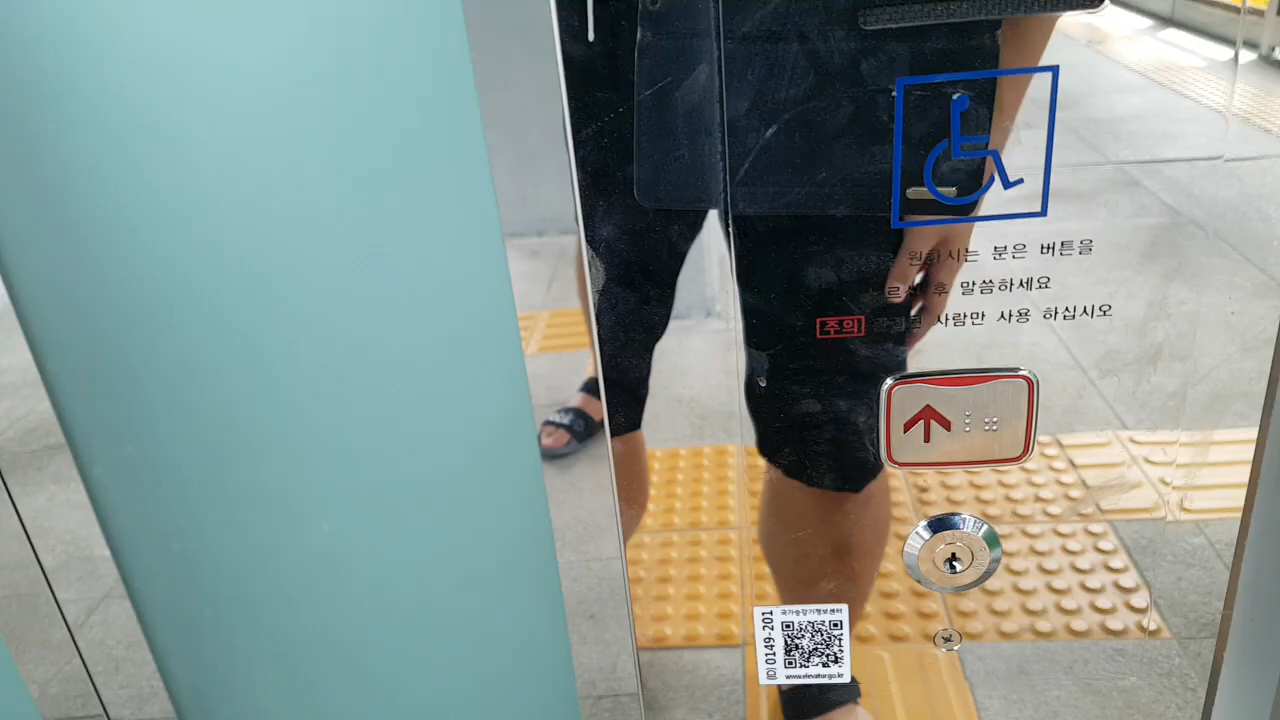 원하시는 분은 버튼을
후 말씀하세요
주의 사람만 사용 하십시오
국가승강기정보센터
(ID) 0149-201
www.elevator.go.kr